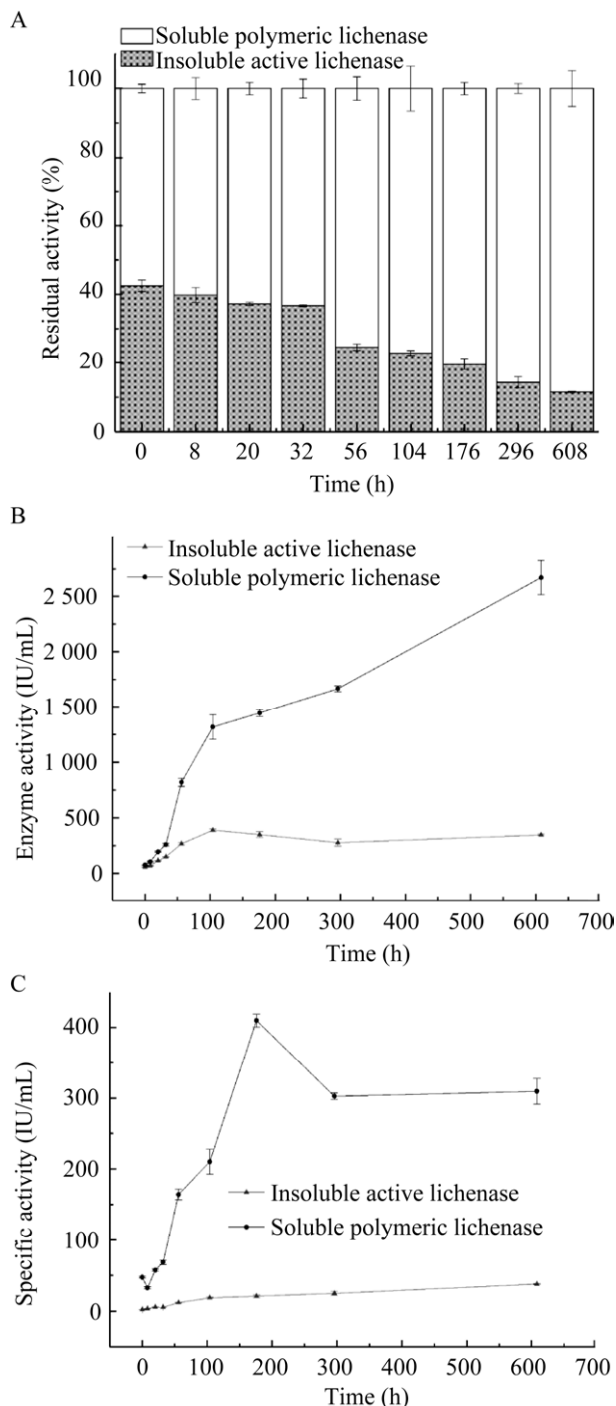 A
Soluble polymeric lichenase
Insoluble active lichenase
100
80
60
40
20
0
Residual activity (%)
0 8 20 32 56 104 176 296 608
Time (h)
B
Insoluble active lichenase
Soluble polymeric lichenase
2 500
2 000
1 500
1 000
500
0
Enzyme activity (IU/mL)
0 100 200 300 400 500 600 700
Time (h)
C
400
300
200
100
0
Specific activity (IU/mL)
Insoluble active lichenase
Soluble polymeric lichenase
0 100 200 300 400 500 600 700
Time (h)